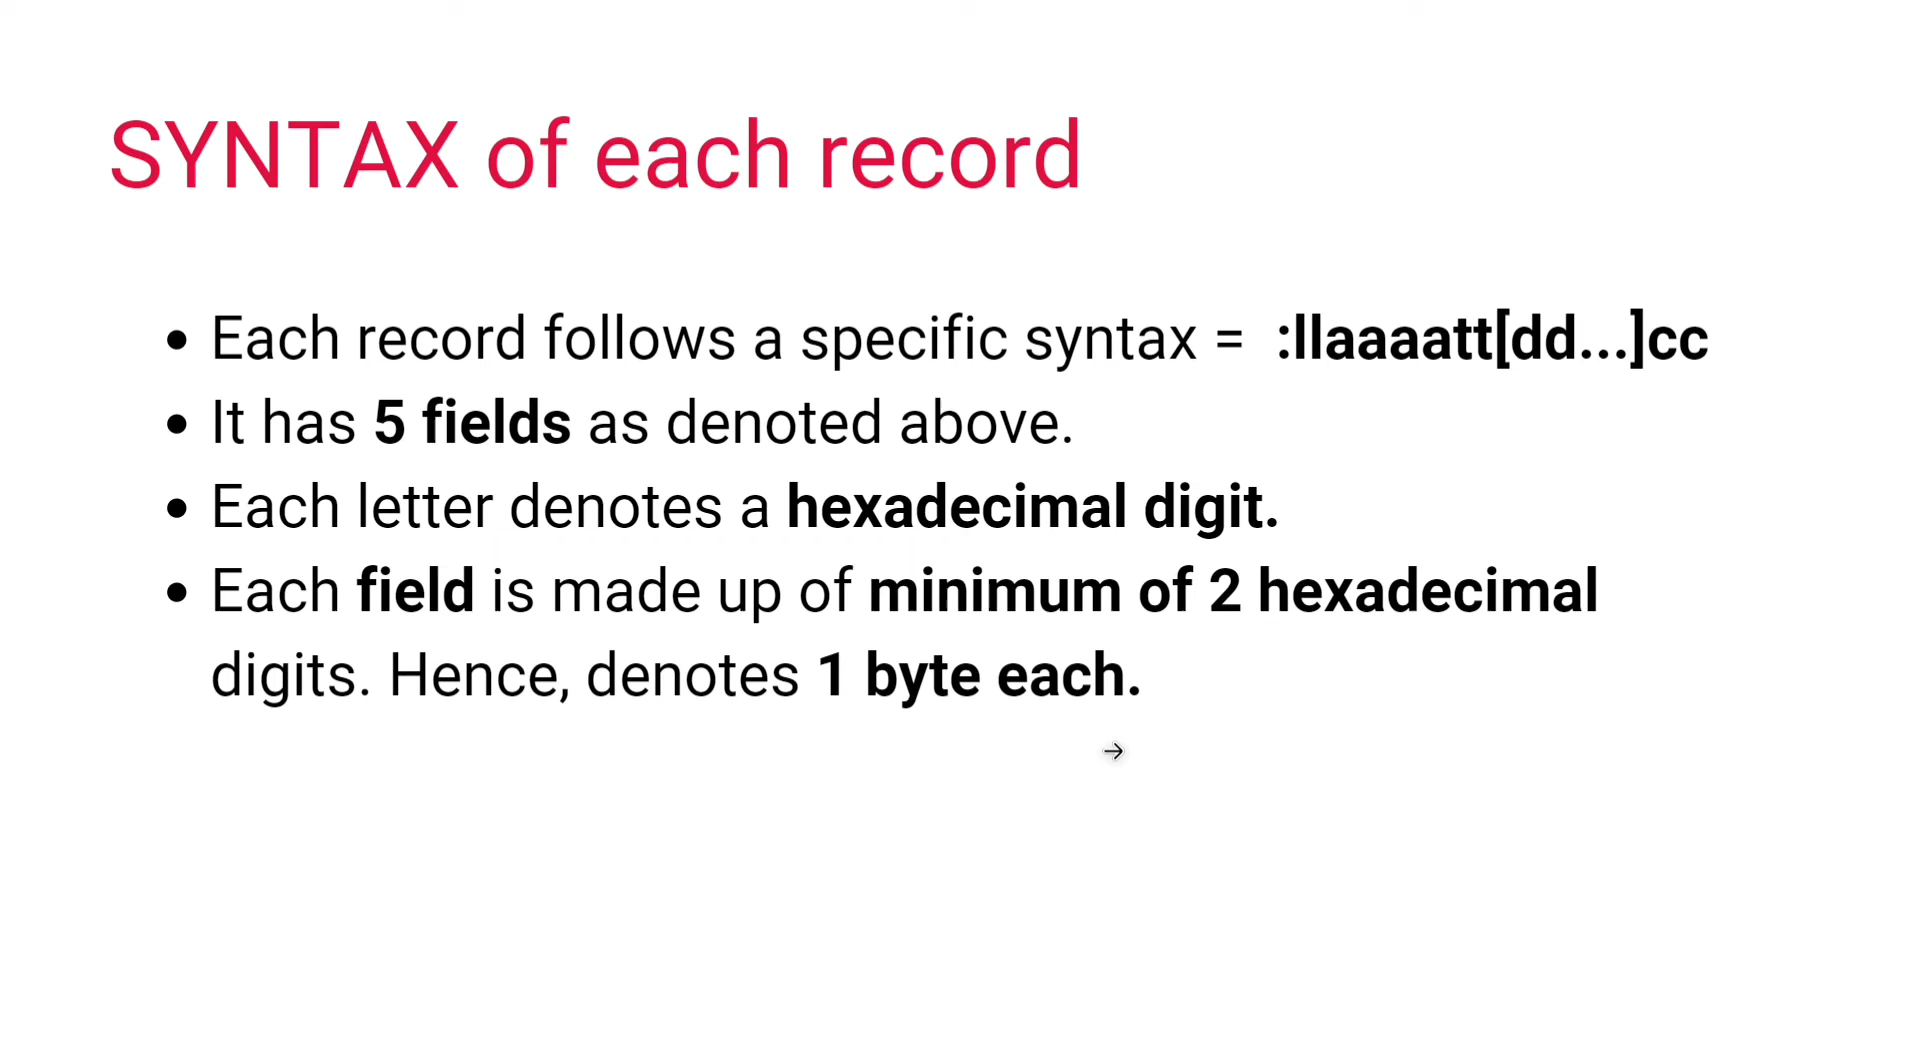 SYNTAX of each record
• Each record follows a specific syntax = :llaaaatt[dd...]cc
• It has 5 fields as denoted above.
• Each letter denotes a hexadecimal digit.
• Each field is made up of minimum of 2 hexadecimal
digits. Hence, denotes 1 byte each.